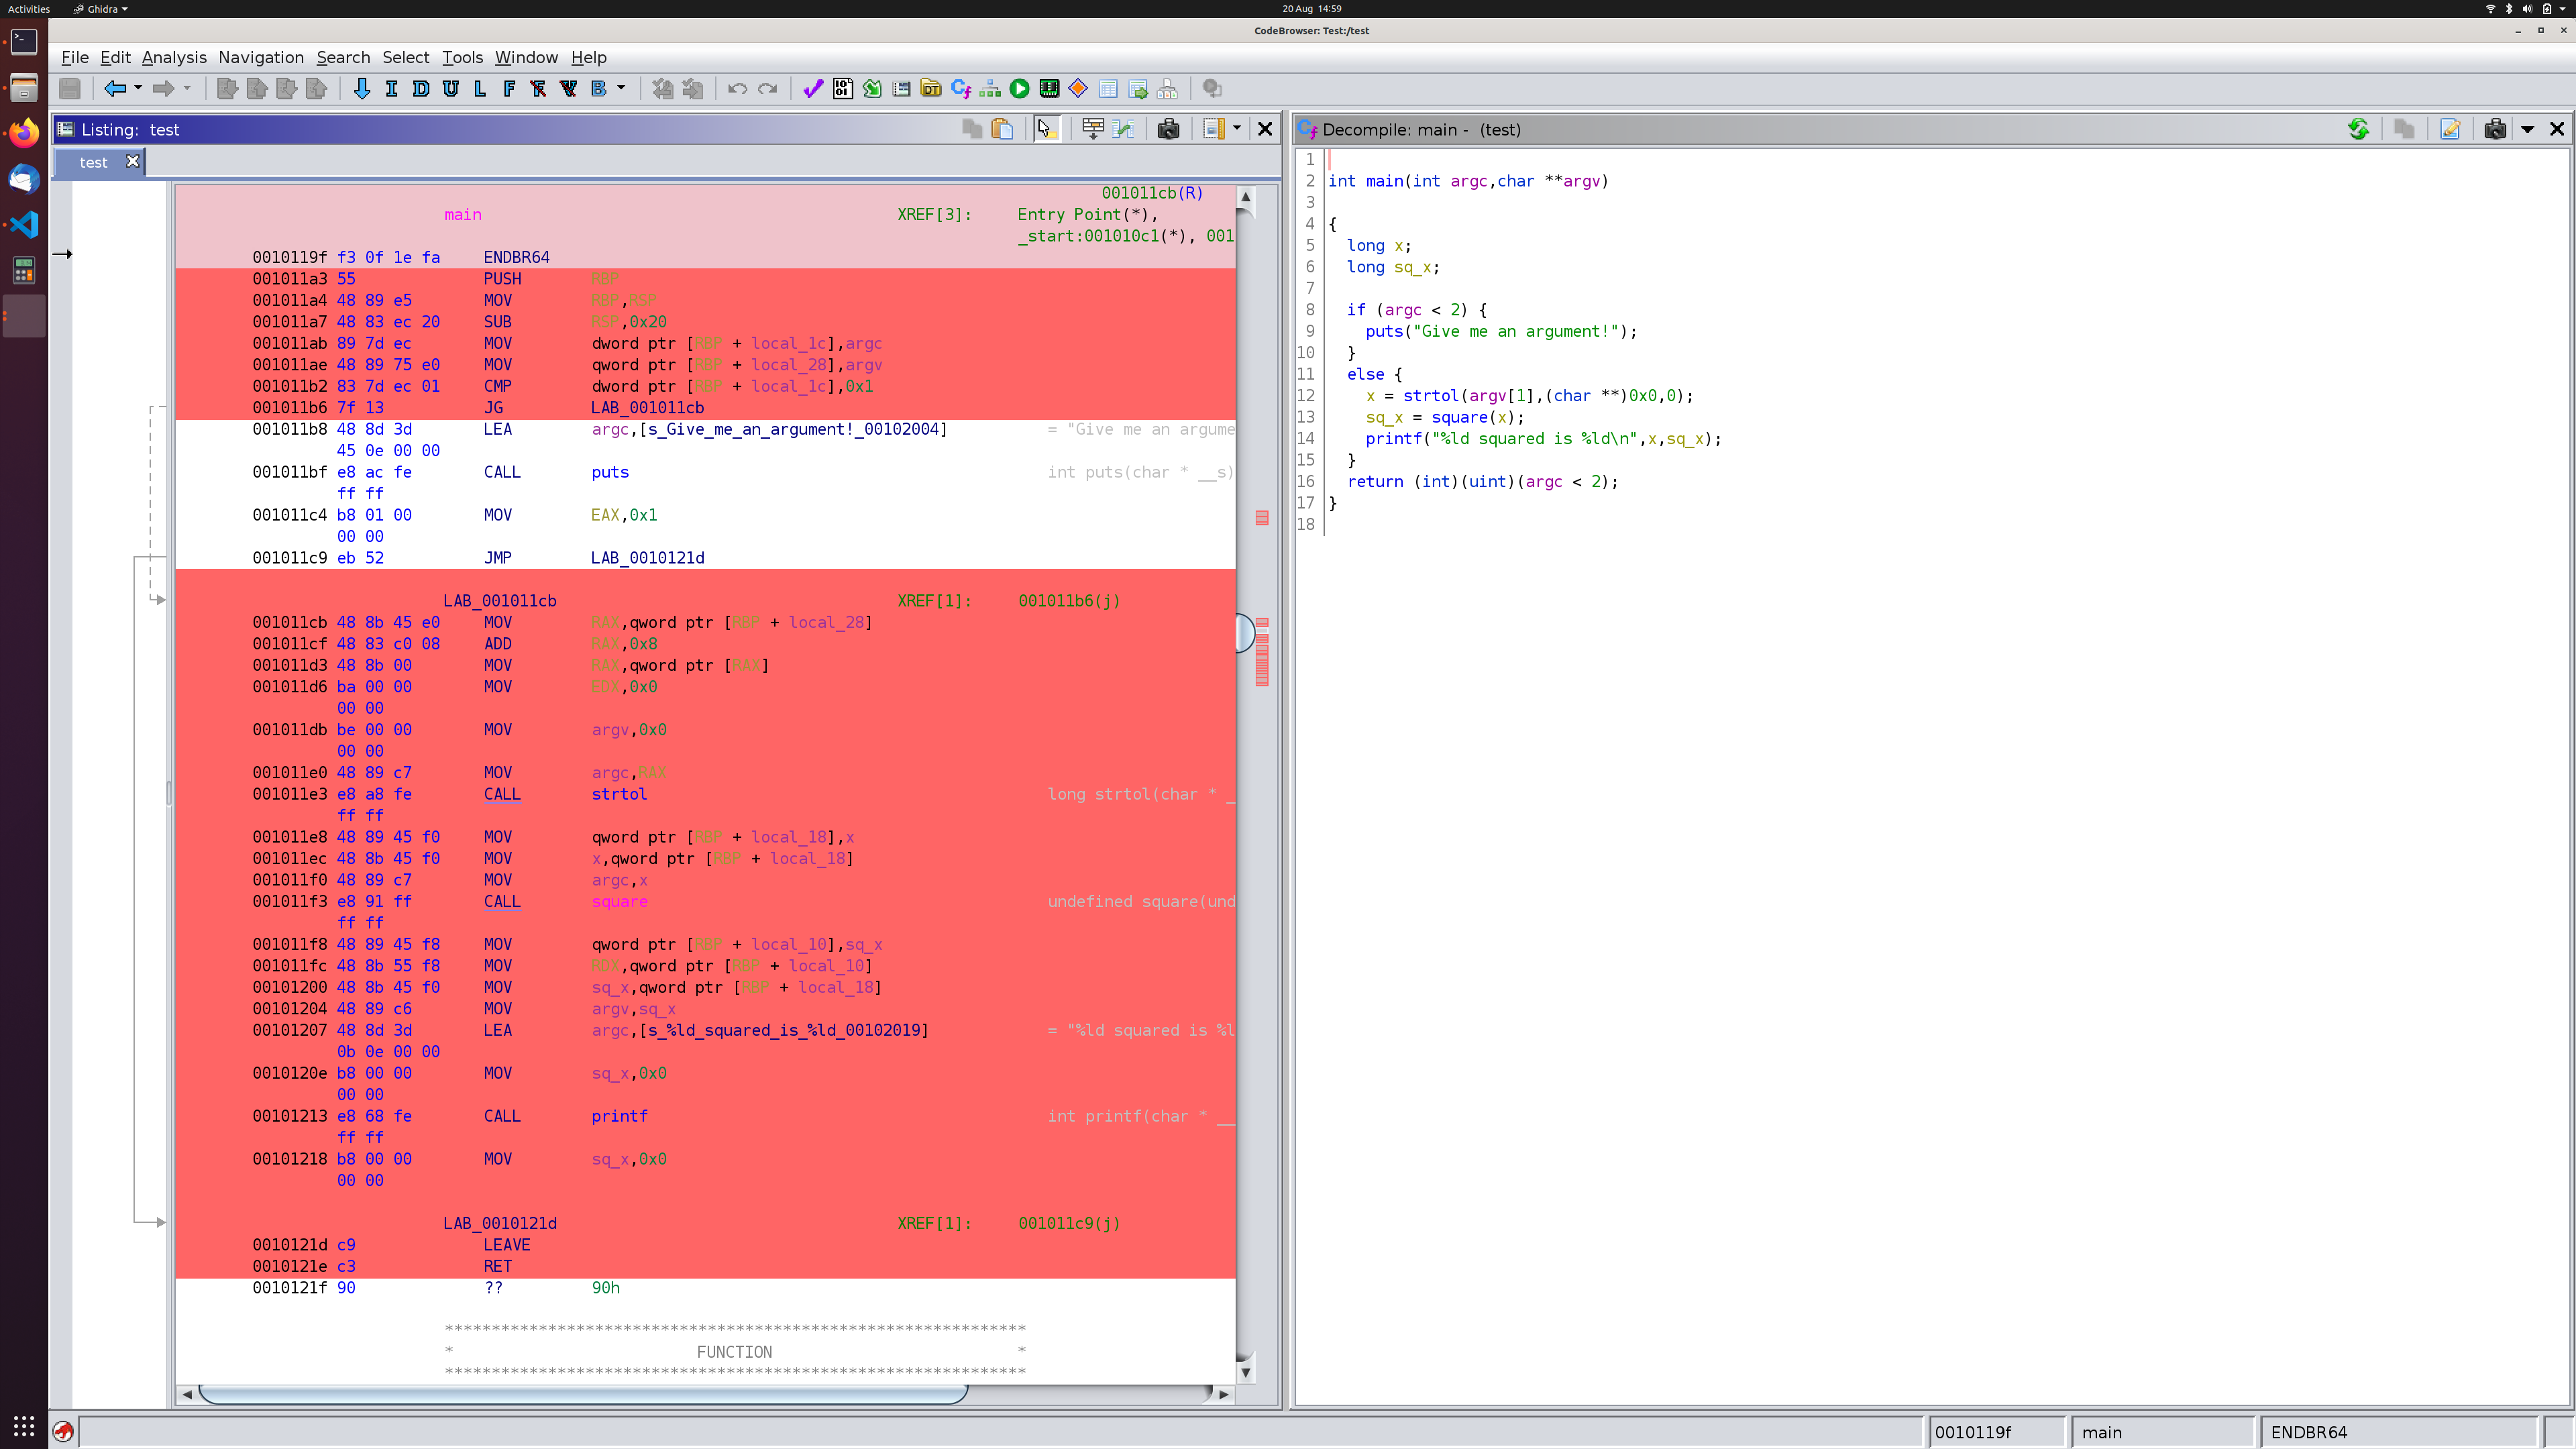 Activities
Ghidra
20 Aug 14:59
CodeBrowser: Test:/test
File Edit Analysis Navigation Search Select Tools Window Help
I D U L F F V B
DT
Listing: test
test
001011cb(R)
main XREF[3]: Entry Point(*),
_start:001010c1(*), 001
0010119f f3 0f 1e fa ENDBR64
001011a3 55 PUSH RBP
001011a4 48 89 e5 MOV RBP,RSP
001011a7 48 83 ec 20 SUB RSP,0x20
001011ab 89 7d ec MOV dword ptr [RBP + local_1c],argc
001011ae 48 89 75 e0 MOV qword ptr [RBP + local_28],argv
001011b2 83 7d ec 01 CMP dword ptr [RBP + local_1c],0x1
001011b6 7f 13 JG LAB_001011cb
001011b8 48 8d 3d LEA argc,[s_Give_me_an_argument!_00102004] = "Give me an argume
45 0e 00 00
001011bf e8 ac fe CALL puts int puts(char * __s)
ff ff
001011c4 b8 01 00 MOV EAX,0x1
00 00
001011c9 eb 52 JMP LAB_0010121d
LAB_001011cb XREF[1]: 001011b6(j)
001011cb 48 8b 45 e0 MOV RAX,qword ptr [RBP + local_28]
001011cf 48 83 c0 08 ADD RAX,0x8
001011d3 48 8b 00 MOV RAX,qword ptr [RAX]
001011d6 ba 00 00 MOV EDX,0x0
00 00
001011db be 00 00 MOV argv,0x0
00 00
001011e0 48 89 c7 MOV argc,RAX
001011e3 e8 a8 fe CALL strtol long strtol(char * _
ff ff
001011e8 48 89 45 f0 MOV qword ptr [RBP + local_18],x
001011ec 48 8b 45 f0 MOV x,qword ptr [RBP + local_18]
001011f0 48 89 c7 MOV argc,x
001011f3 e8 91 ff CALL square undefined square(und
ff ff
001011f8 48 89 45 f8 MOV qword ptr [RBP + local_10],sq_x
001011fc 48 8b 55 f8 MOV RDX,qword ptr [RBP + local_10]
00101200 48 8b 45 f0 MOV sq_x,qword ptr [RBP + local_18]
00101204 48 89 c6 MOV argv,sq_x
00101207 48 8d 3d LEA argc,[s_%ld_squared_is_%ld_00102019] = "%ld squared is %l
0b 0e 00 00
0010120e b8 00 00 MOV sq_x,0x0
00 00
00101213 e8 68 fe CALL printf int printf(char * __
ff ff
00101218 b8 00 00 MOV sq_x,0x0
00 00
LAB_0010121d XREF[1]: 001011c9(j)
0010121d c9 LEAVE
0010121e c3 RET
0010121f 90 ?? 90h
**************************************************************
* FUNCTION *
**************************************************************
Decompile: main - (test)
1
2 int main(int argc,char **argv)
3
4 {
5 long x;
6 long sq_x;
7
8 if (argc < 2) {
9 puts("Give me an argument!");
10 }
11 else {
12 x = strtol(argv[1],(char **)0x0,0);
13 sq_x = square(x);
14 printf("%ld squared is %ld\n",x,sq_x);
15 }
16 return (int)(uint)(argc < 2);
17 }
18
0010119f main ENDBR64